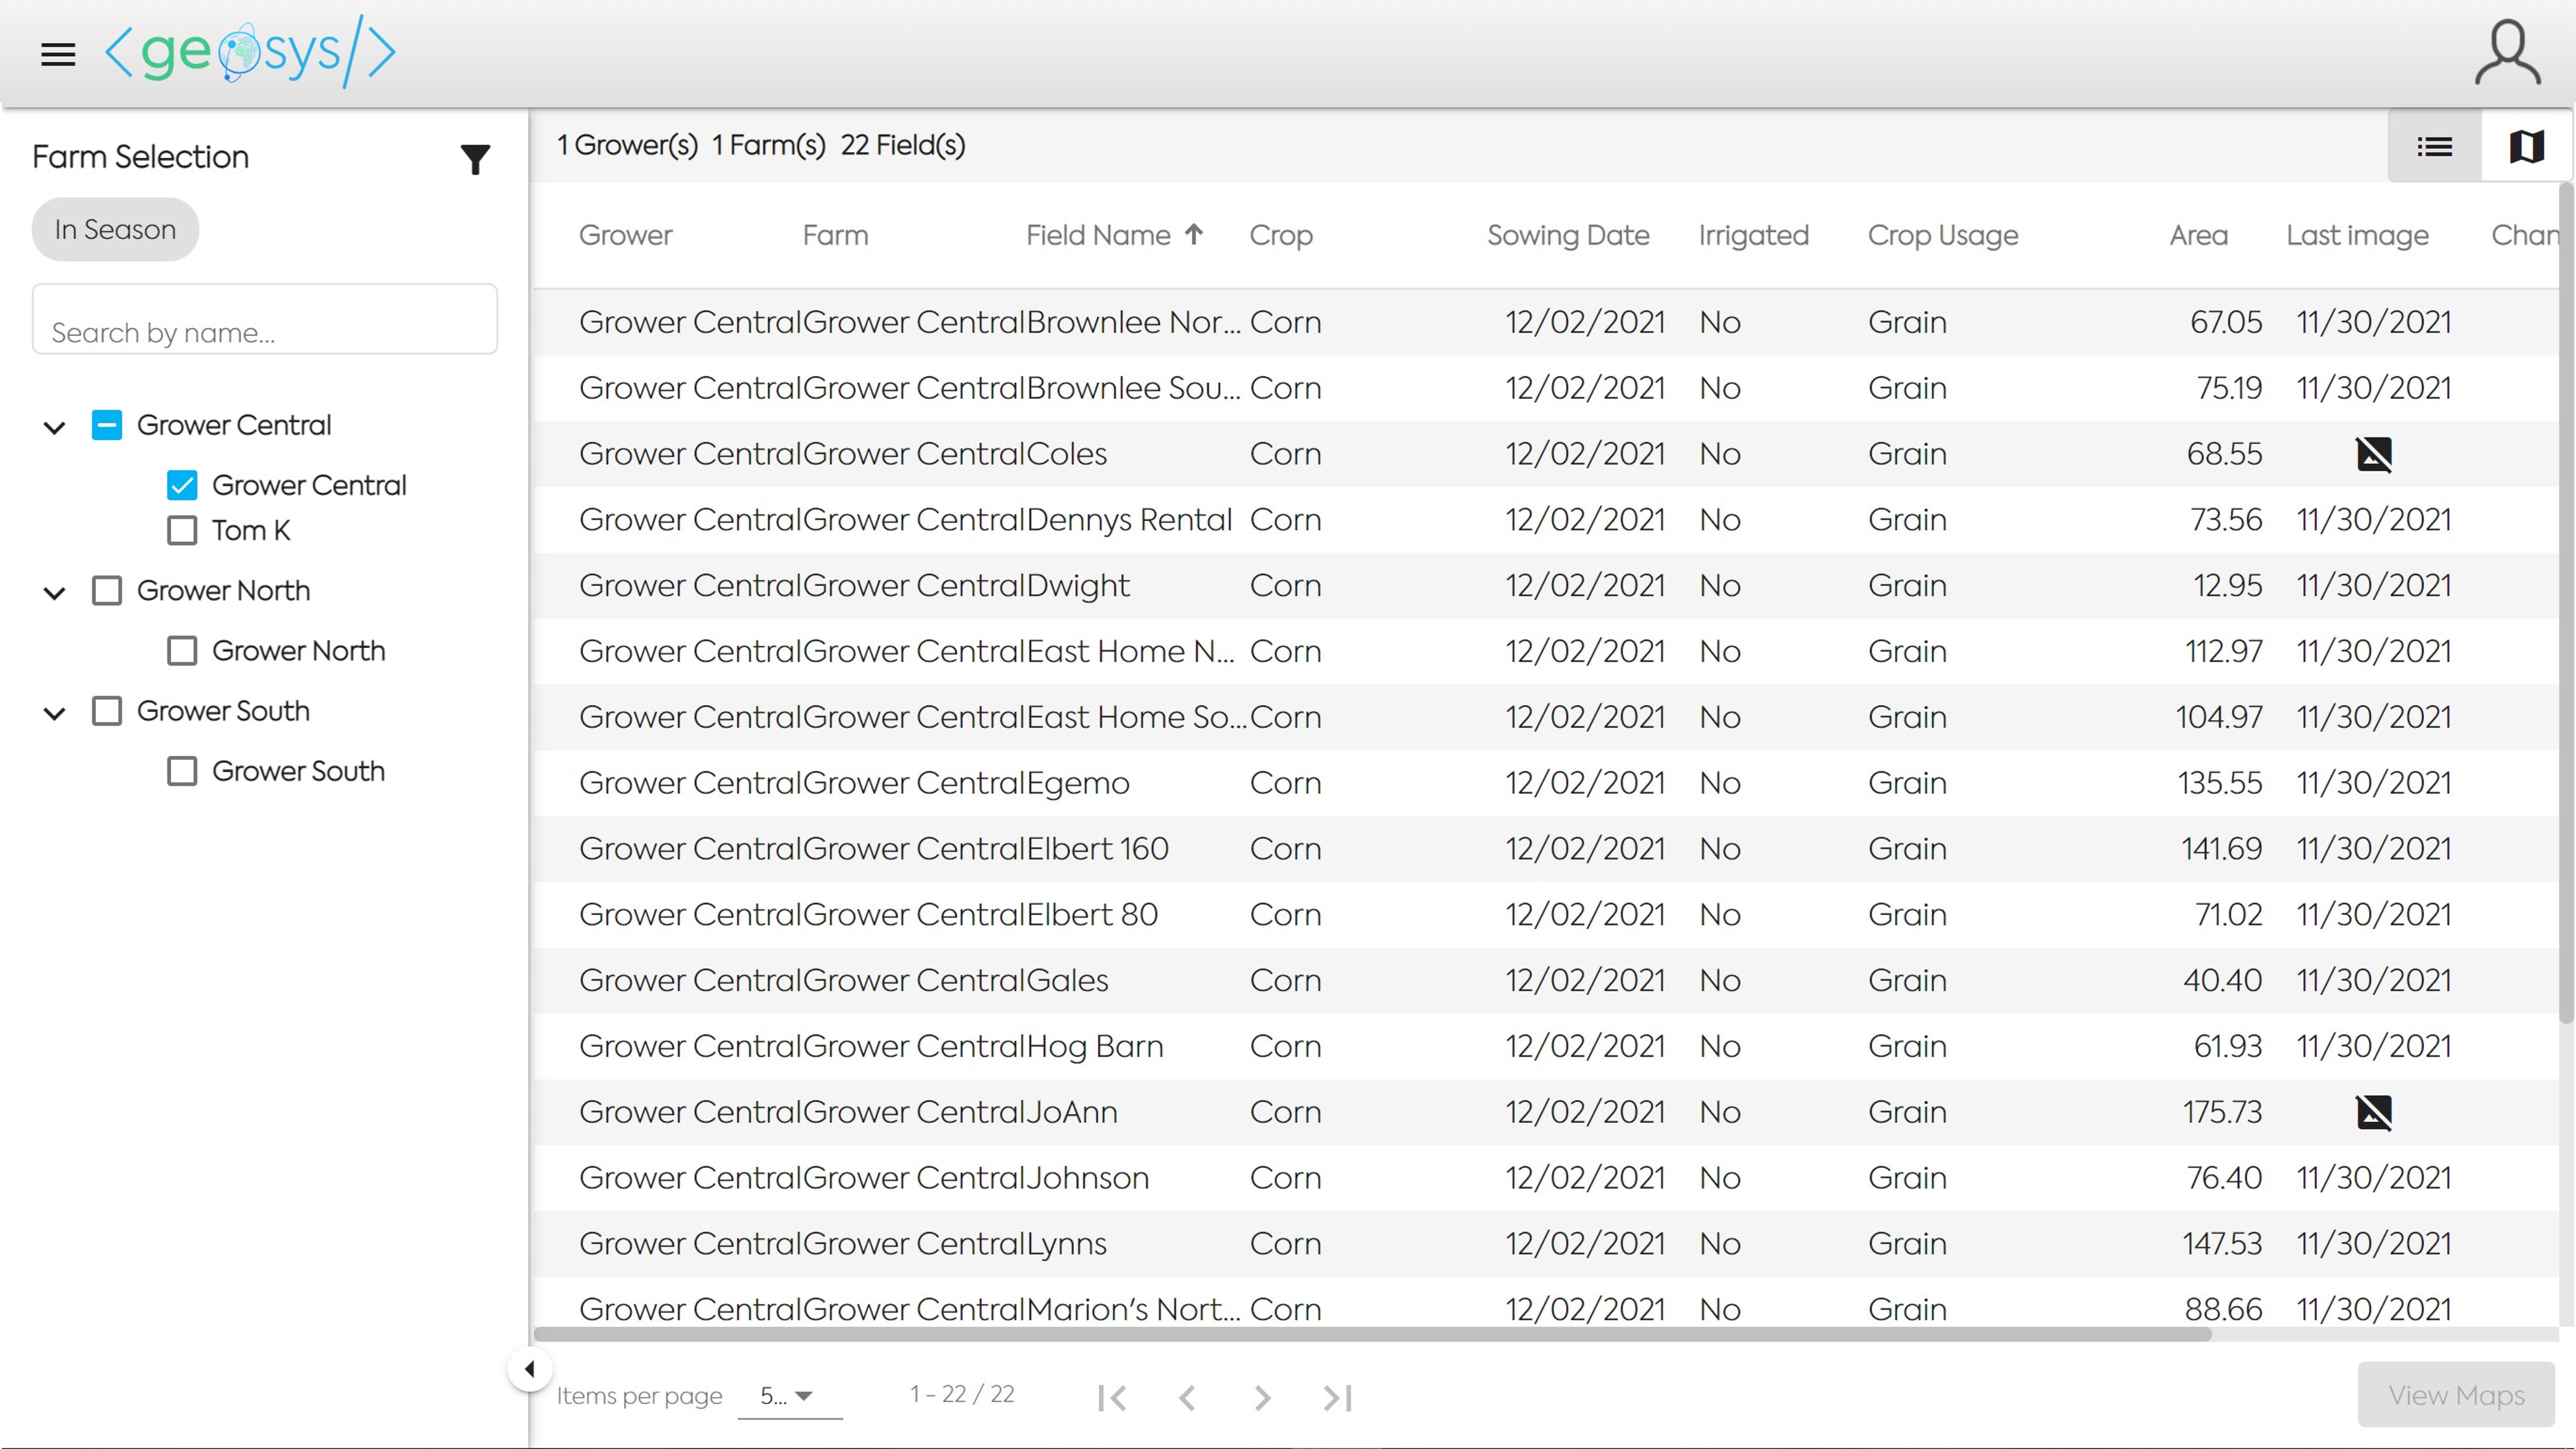 <geosys/>
Farm Selection
In Season
Search by name...
Grower Central
Grower Central
Tom K
Grower North
Grower North
Grower South
Grower South
1 Grower(s) 1 Farm(s) 22 Field(s)
Grower Farm Field Name Crop Sowing Date Irrigated Crop Usage Area Last image Chan
Grower Central Grower Central Brownlee Nor... Corn 12/02/2021 No Grain 67.05 11/30/2021
Grower Central Grower Central Brownlee Sou... Corn 12/02/2021 No Grain 75.19 11/30/2021
Grower Central Grower Central Coles Corn 12/02/2021 No Grain 68.55
Grower Central Grower Central Dennys Rental Corn 12/02/2021 No Grain 73.56 11/30/2021
Grower Central Grower Central Dwight Corn 12/02/2021 No Grain 12.95 11/30/2021
Grower Central Grower Central East Home N... Corn 12/02/2021 No Grain 112.97 11/30/2021
Grower Central Grower Central East Home So... Corn 12/02/2021 No Grain 104.97 11/30/2021
Grower Central Grower Central Egemo Corn 12/02/2021 No Grain 135.55 11/30/2021
Grower Central Grower Central Elbert 160 Corn 12/02/2021 No Grain 141.69 11/30/2021
Grower Central Grower Central Elbert 80 Corn 12/02/2021 No Grain 71.02 11/30/2021
Grower Central Grower Central Gales Corn 12/02/2021 No Grain 40.40 11/30/2021
Grower Central Grower Central Hog Barn Corn 12/02/2021 No Grain 61.93 11/30/2021
Grower Central Grower Central JoAnn Corn 12/02/2021 No Grain 175.73
Grower Central Grower Central Johnson Corn 12/02/2021 No Grain 76.40 11/30/2021
Grower Central Grower Central Lynns Corn 12/02/2021 No Grain 147.53 11/30/2021
Grower Central Grower Central Marion's Nort... Corn 12/02/2021 No Grain 88.66 11/30/2021
Items per page 5... 1 - 22 / 22
View Maps